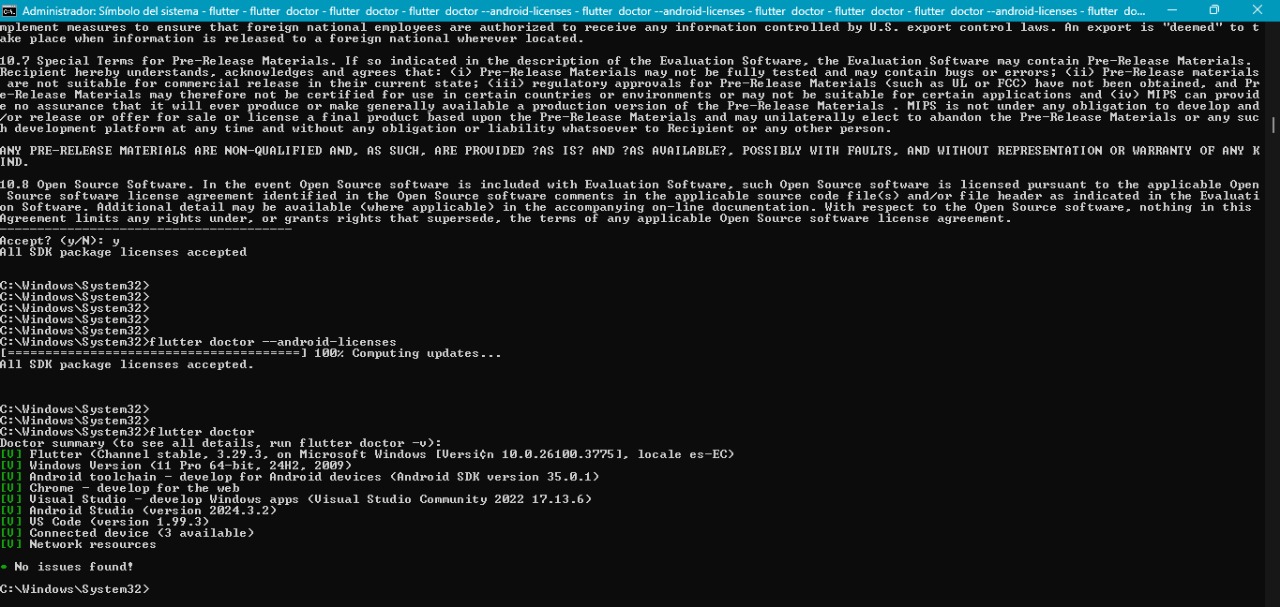 Administrador: Símbolo del sistema - flutter - flutter doctor - flutter doctor - flutter doctor --android-licenses - flutter doctor --android-licenses - flutter doctor - flutter doctor - flutter doctor --android-licenses - flutter do...
mplement measures to ensure that foreign national employees are authorized to receive any information controlled by U.S. export control laws. An export is "deemed" to t
ake place when information is released to a foreign national wherever located.
10.7 Special Terms for Pre-Release Materials. If so indicated in the description of the Evaluation Software, the Evaluation Software may contain Pre-Release Materials.
Recipient hereby understands, acknowledges and agrees that: (i) Pre-Release Materials may not be fully tested and may contain bugs or errors; (ii) Pre-Release materials
are not suitable for commercial release in their current state; (iii) regulatory approvals for Pre-Release Materials (such as UL or FCC) have not been obtained, and Pr
e-Release Materials may therefore not be certified for use in certain countries or environments or may not be suitable for certain applications and (iv) MIPS can provid
e no assurance that it will ever produce or make generally available a production version of the Pre-Release Materials . MIPS is not under any obligation to develop and
/or release or offer for sale or license a final product based upon the Pre-Release Materials and may unilaterally elect to abandon the Pre-Release Materials or any suc
h development platform at any time and without any obligation or liability whatsoever to Recipient or any other person.
ANY PRE-RELEASE MATERIALS ARE NON-QUALIFIED AND, AS SUCH, ARE PROVIDED ?AS IS? AND ?AS AVAILABLE?, POSSIBLY WITH FAULTS, AND WITHOUT REPRESENTATION OR WARRANTY OF ANY K
IND.
10.8 Open Source Software. In the event Open Source software is included with Evaluation Software, such Open Source software is licensed pursuant to the applicable Open
Source software license agreement identified in the Open Source software comments in the applicable source code file(s) and/or file header as indicated in the Evaluati
on Software. Additional detail may be available (where applicable) in the accompanying on-line documentation. With respect to the Open Source software, nothing in this
Agreement limits any rights under, or grants rights that supersede, the terms of any applicable Open Source software license agreement.
---------------------------------------
Accept? (y/N): y
All SDK package licenses accepted
C:\Windows\System32>
C:\Windows\System32>
C:\Windows\System32>
C:\Windows\System32>
C:\Windows\System32>
C:\Windows\System32>flutter doctor --android-licenses
[=======================================] 100% Computing updates...
All SDK package licenses accepted.
C:\Windows\System32>
C:\Windows\System32>
C:\Windows\System32>flutter doctor
Doctor summary (to see all details, run flutter doctor -v):
[√] Flutter (Channel stable, 3.29.3, on Microsoft Windows [Versi¢n 10.0.26100.3775], locale es-EC)
[√] Windows Version (11 Pro 64-bit, 24H2, 2009)
[√] Android toolchain - develop for Android devices (Android SDK version 35.0.1)
[√] Chrome - develop for the web
[√] Visual Studio - develop Windows apps (Visual Studio Community 2022 17.13.6)
[√] Android Studio (version 2024.3.2)
[√] VS Code (version 1.99.3)
[√] Connected device (3 available)
[√] Network resources
• No issues found!
C:\Windows\System32>